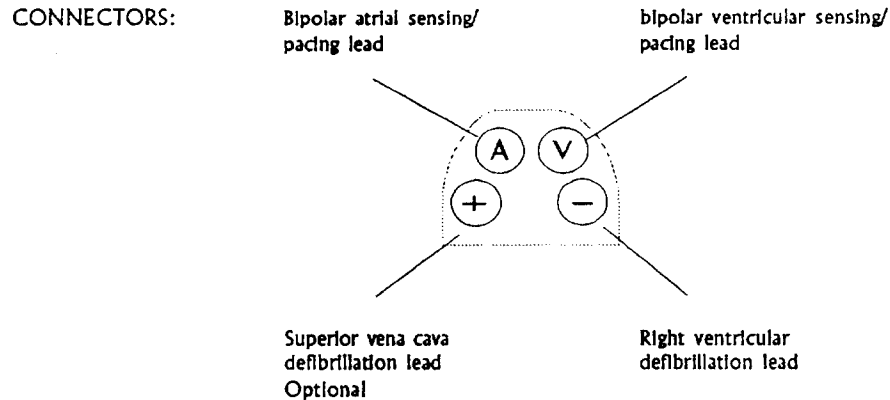 CONNECTORS:
Bipolar atrial sensing/
pacing lead
bipolar ventricular sensing/
pacing lead
A
V
+
−
Superior vena cava
defibrillation lead
Optional
Right ventricular
defibrillation lead